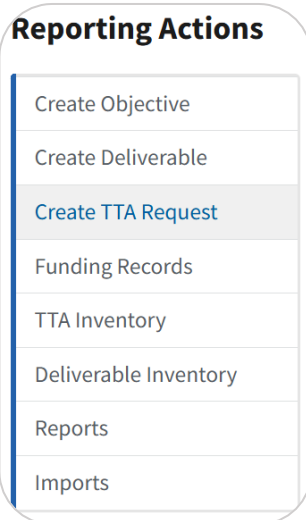 Reporting Actions
Create Objective
Create Deliverable
Create TTA Request
Funding Records
TTA Inventory
Deliverable Inventory
Reports
Imports